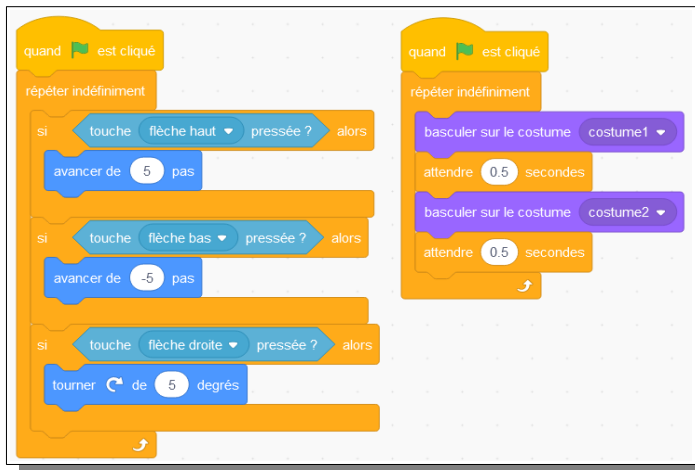 quand est cliqué
répéter indéfiniment
si touche flèche haut pressée ? alors
avancer de 5 pas
si touche flèche bas pressée ? alors
avancer de -5 pas
si touche flèche droite pressée ? alors
tourner de 5 degrés
quand est cliqué
répéter indéfiniment
basculer sur le costume costume1
attendre 0.5 secondes
basculer sur le costume costume2
attendre 0.5 secondes